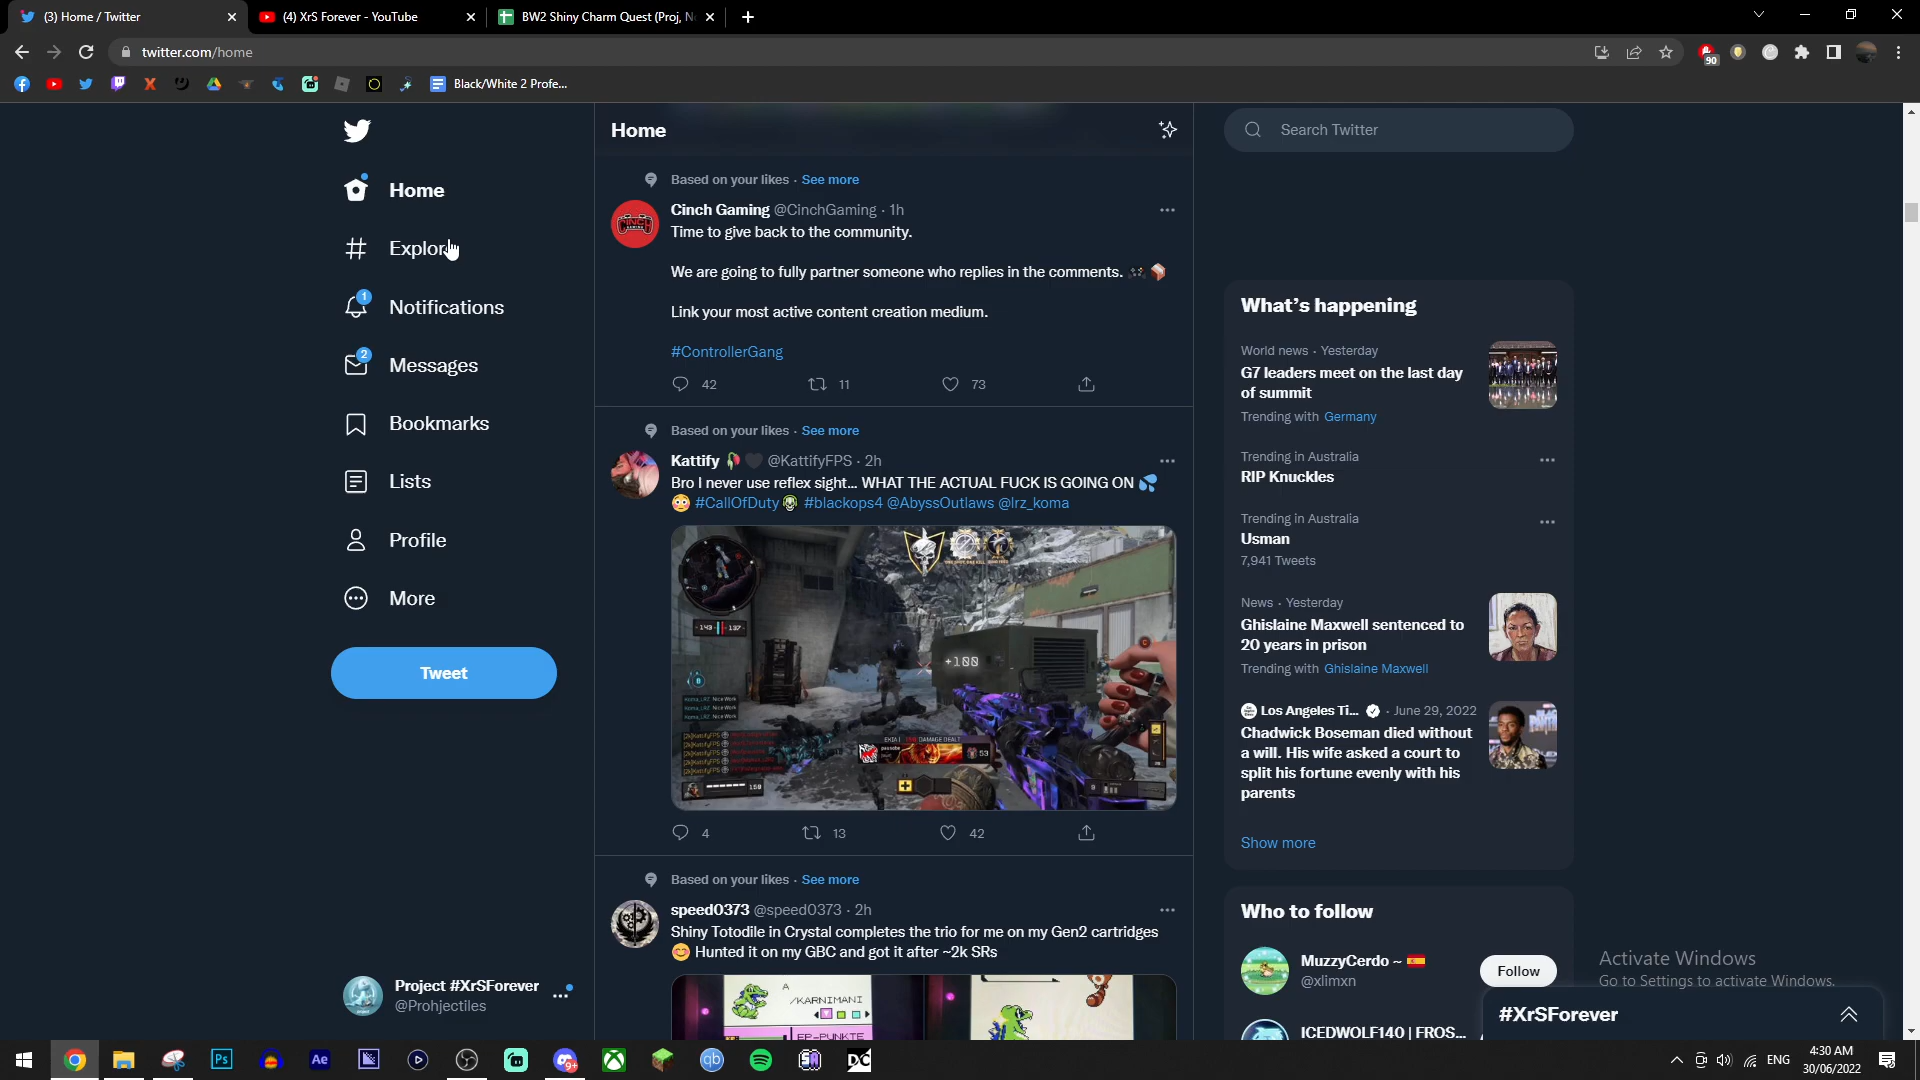 (3) Home / Twitter
(4) XrS Forever - YouTube
BW2 Shiny Charm Quest (Proj, N
twitter.com/home
90
Black/White 2 Profe...
Home
Explore
1
Notifications
2
Messages
Bookmarks
Lists
Profile
More
Tweet
Project #XrSForever
@Prohjectiles
Home
Based on your likes · See more
Cinch Gaming @CinchGaming · 1h
Time to give back to the community.
We are going to fully partner someone who replies in the comments. 🎮 📦
Link your most active content creation medium.
#ControllerGang
42 11 73
Based on your likes · See more
Kattify 🥀 🖤 @KattifyFPS · 2h
Bro I never use reflex sight... WHAT THE ACTUAL FUCK IS GOING ON 💦
😳 #CallOfDuty #blackops4 @AbyssOutlaws @lrz_koma
+100
53
4 13 42
Based on your likes · See more
speed0373 @speed0373 · 2h
Shiny Totodile in Crystal completes the trio for me on my Gen2 cartridges
😊 Hunted it on my GBC and got it after ~2k SRs
/KARNIMANI
Search Twitter
What's happening
World news · Yesterday
G7 leaders meet on the last day
of summit
Trending with Germany
Trending in Australia
RIP Knuckles
Trending in Australia
Usman
7,941 Tweets
News · Yesterday
Ghislaine Maxwell sentenced to
20 years in prison
Trending with Ghislaine Maxwell
Los Angeles Ti... · June 29, 2022
Chadwick Boseman died without
a will. His wife asked a court to
split his fortune evenly with his
parents
Show more
Who to follow
MuzzyCerdo ~ 🇪🇸
@xlimxn
Follow
ICEDWOLF140 | FROS...
Activate Windows
Go to Settings to activate Windows.
#XrSForever
Ps
Ae
9+
qb
DC
ENG
4:30 AM
30/06/2022